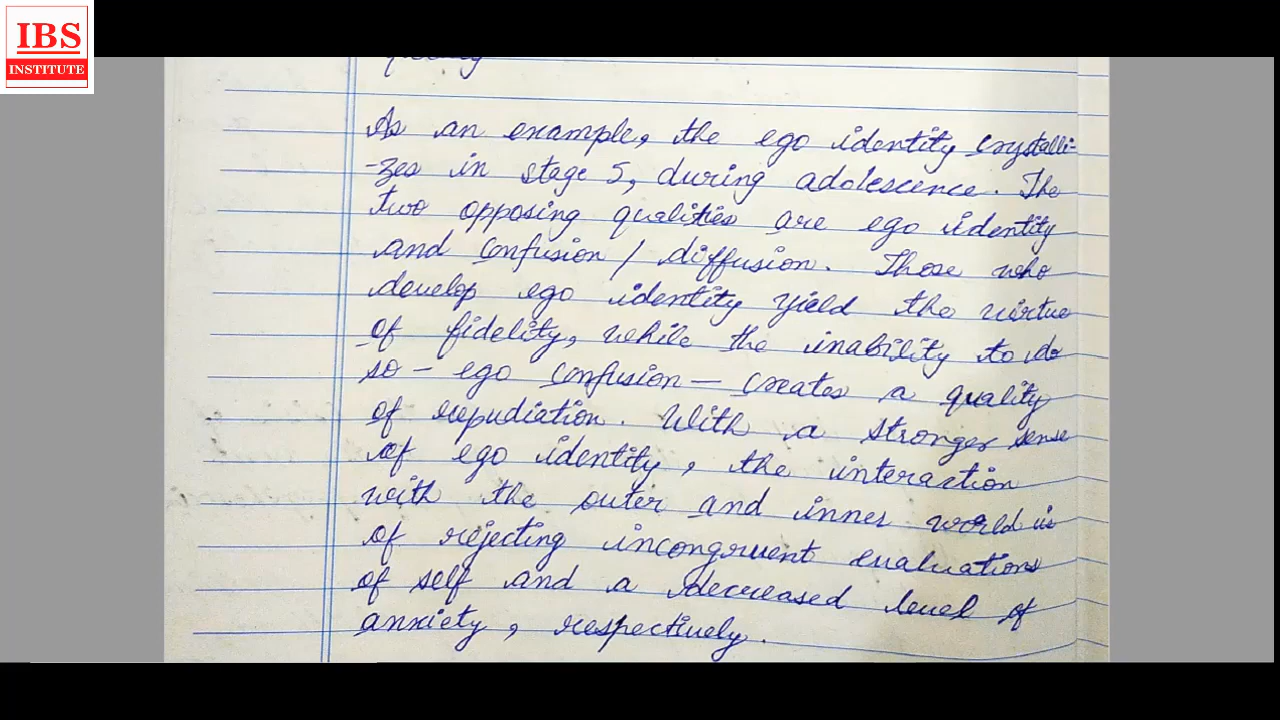 IBS
INSTITUTE
As an example, the ego identity crystalli-
-zes in stage 5, during adolescence. The
two opposing qualities are ego identity
and confusion / diffusion. Those who
develop ego identity yield the virtue
of fidelity, while the inability to do
so - ego confusion — creates a quality
of repudiation. With a stronger sense
of ego identity, the interaction
with the outer and inner world is
of rejecting incongruent evaluations
of self and a decreased level of
anxiety, respectively.